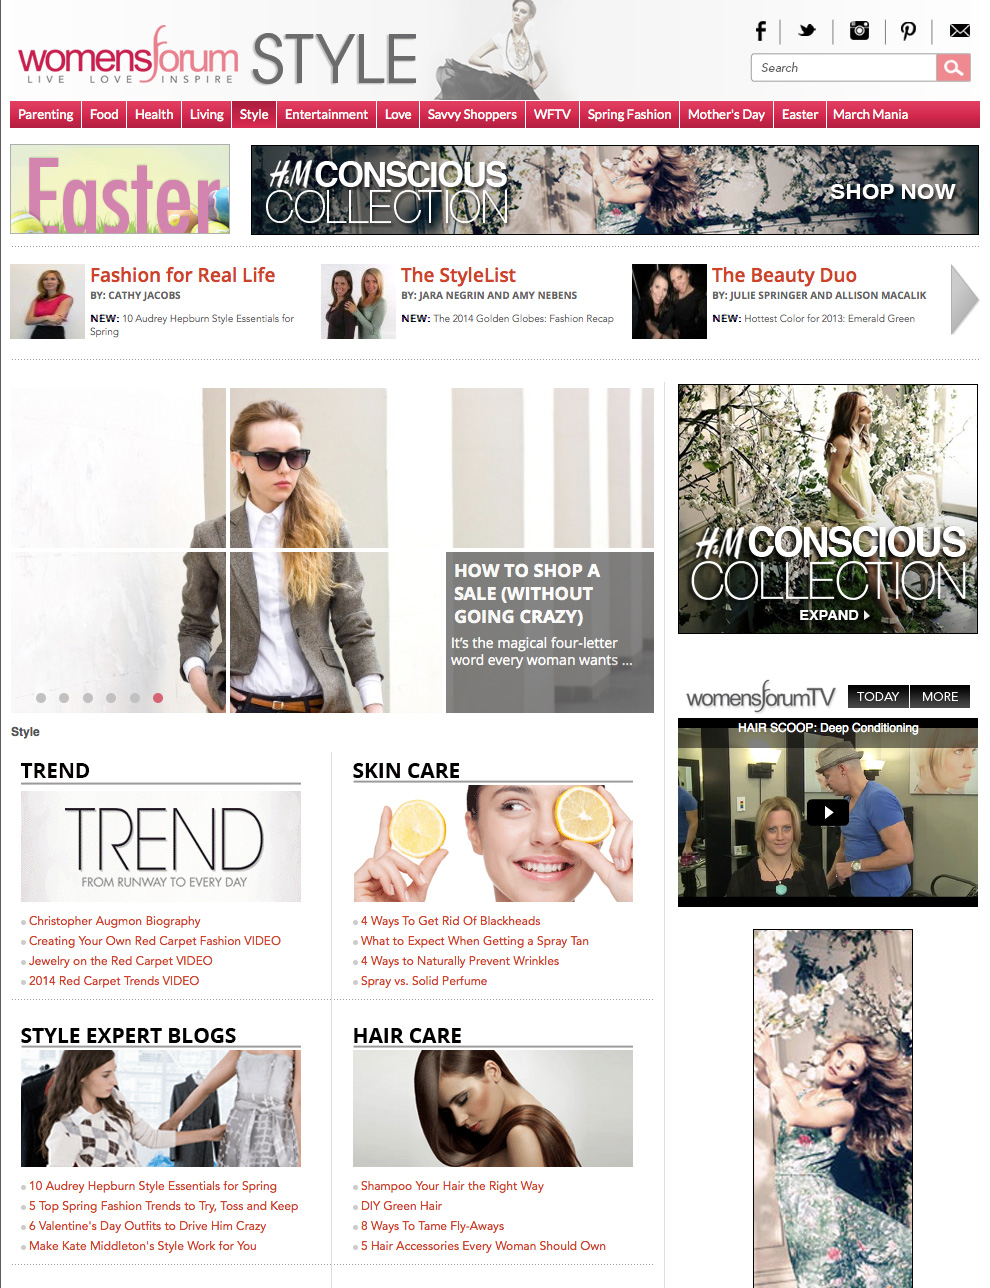 womensforum STYLE
LIVE LOVE INSPIRE
Search
Parenting Food Health Living Style Entertainment Love Savvy Shoppers WFTV Spring Fashion Mother's Day Easter March Mania
Easter
H&M CONSCIOUS
COLLECTION
SHOP NOW
Fashion for Real Life
BY: CATHY JACOBS
NEW: 10 Audrey Hepburn Style Essentials for
Spring
The StyleList
BY: JARA NEGRIN AND AMY NEBENS
NEW: The 2014 Golden Globes: Fashion Recap
The Beauty Duo
BY: JULIE SPRINGER AND ALLISON MACALIK
NEW: Hottest Color for 2013: Emerald Green
HOW TO SHOP A
SALE (WITHOUT
GOING CRAZY)
It's the magical four-letter
word every woman wants ...
H&M CONSCIOUS
COLLECTION
EXPAND
womensforumTV TODAY MORE
HAIR SCOOP: Deep Conditioning
Style
TREND
TREND
FROM RUNWAY TO EVERY DAY
Christopher Augmon Biography
Creating Your Own Red Carpet Fashion VIDEO
Jewelry on the Red Carpet VIDEO
2014 Red Carpet Trends VIDEO
SKIN CARE
4 Ways To Get Rid Of Blackheads
What to Expect When Getting a Spray Tan
4 Ways to Naturally Prevent Wrinkles
Spray vs. Solid Perfume
STYLE EXPERT BLOGS
10 Audrey Hepburn Style Essentials for Spring
5 Top Spring Fashion Trends to Try, Toss and Keep
6 Valentine's Day Outfits to Drive Him Crazy
Make Kate Middleton's Style Work for You
HAIR CARE
Shampoo Your Hair the Right Way
DIY Green Hair
8 Ways To Tame Fly-Aways
5 Hair Accessories Every Woman Should Own